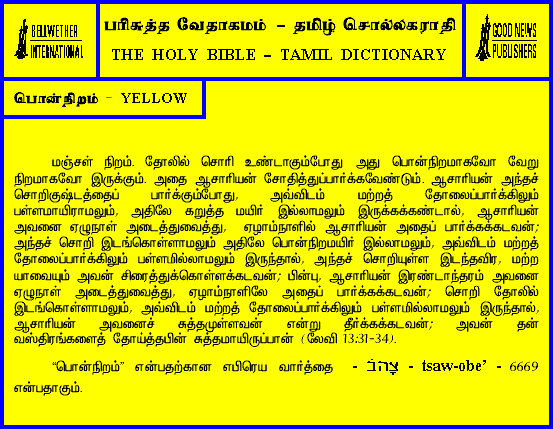 BELLWETHER
INTERNATIONAL
பரிசுத்த வேதாகமம் – தமிழ் சொல்லகராதி
THE HOLY BIBLE – TAMIL DICTIONARY
GOOD NEWS
PUBLISHERS
பொன்நிறம் - YELLOW
மஞ்சள் நிறம். தோலில் சொரி உண்டாகும்போது அது பொன்நிறமாகவோ வேறு
நிறமாகவோ இருக்கும். அதை ஆசாரியன் சோதித்துப்பார்க்கவேண்டும். ஆசாரியன் அந்தச்
சொறிகுஷ்டத்தைப் பார்க்கும்போது, அவ்விடம் மற்றத் தோலைப்பார்க்கிலும்
பள்ளமாயிராமலும், அதிலே கறுத்த மயிர் இல்லாமலும் இருக்கக்கண்டால், ஆசாரியன்
அவனை ஏழுநாள் அடைத்துவைத்து, ஏழாம்நாளில் ஆசாரியன் அதைப் பார்க்கக்கடவன்;
அந்தச் சொறி இடங்கொள்ளாமலும் அதிலே பொன்நிறமயிர் இல்லாமலும், அவ்விடம் மற்றத்
தோலைப்பார்க்கிலும் பள்ளமில்லாமலும் இருந்தால், அந்தச் சொறியுள்ள இடந்தவிர, மற்ற
யாவையும் அவன் சிரைத்துக்கொள்ளக்கடவன்; பின்பு, ஆசாரியன் இரண்டாந்தரம் அவனை
ஏழுநாள் அடைத்துவைத்து, ஏழாம்நாளிலே அதைப் பார்க்கக்கடவன்; சொறி தோலில்
இடங்கொள்ளாமலும், அவ்விடம் மற்றத் தோலைப்பார்க்கிலும் பள்ளமில்லாமலும் இருந்தால்,
ஆசாரியன் அவனைச் சுத்தமுள்ளவன் என்று தீர்க்கக்கடவன்; அவன் தன்
வஸ்திரங்களைத் தோய்த்தபின் சுத்தமாயிருப்பான் (லேவி 13:31-34).
“பொன்நிறம்” என்பதற்கான எபிரெய வார்த்தை - צָהֹב - tsaw-obe’ - 6669
என்பதாகும்.